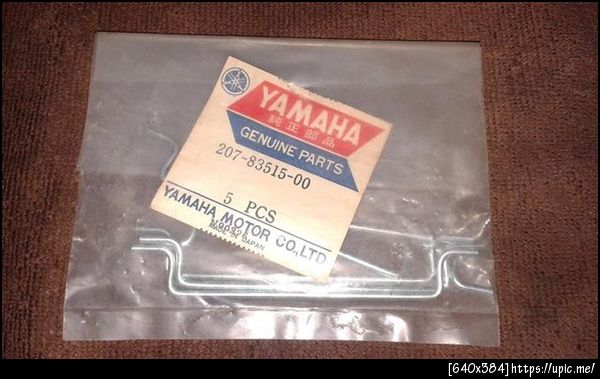 YAMAHA
純正部品
GENUINE PARTS
207-83515-00
5 PCS
YAMAHA MOTOR CO.,LTD
MADE IN JAPAN
[640x384]https://upic.me/